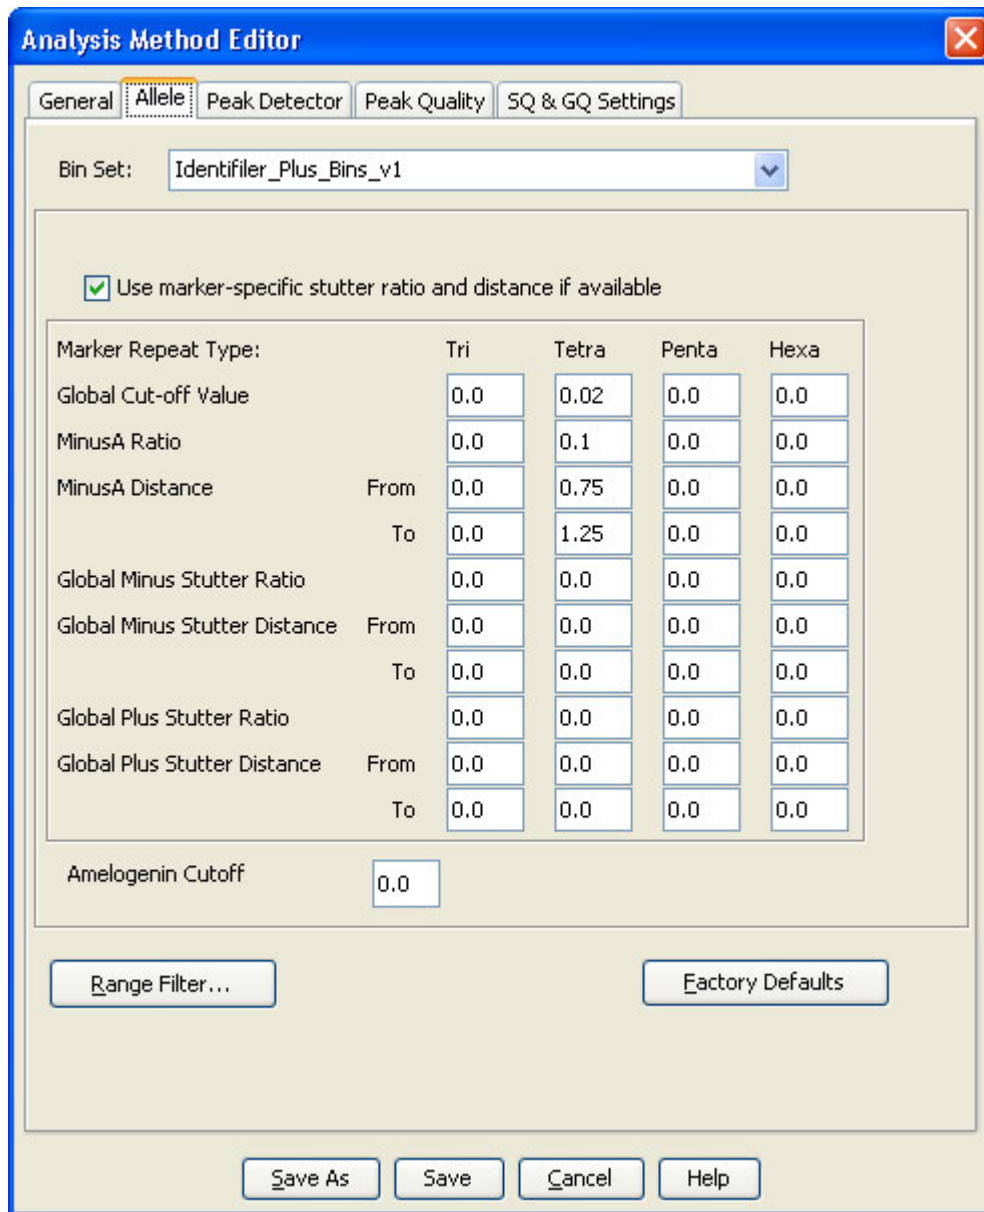 Analysis Method Editor
General Allele Peak Detector Peak Quality SQ & GQ Settings
Bin Set: Identifiler_Plus_Bins_v1
Use marker-specific stutter ratio and distance if available
Marker Repeat Type: Tri Tetra Penta Hexa
Global Cut-off Value 0.0 0.02 0.0 0.0
MinusA Ratio 0.0 0.1 0.0 0.0
MinusA Distance From 0.0 0.75 0.0 0.0
To 0.0 1.25 0.0 0.0
Global Minus Stutter Ratio 0.0 0.0 0.0 0.0
Global Minus Stutter Distance From 0.0 0.0 0.0 0.0
To 0.0 0.0 0.0 0.0
Global Plus Stutter Ratio 0.0 0.0 0.0 0.0
Global Plus Stutter Distance From 0.0 0.0 0.0 0.0
To 0.0 0.0 0.0 0.0
Amelogenin Cutoff 0.0
Range Filter... Factory Defaults
Save As Save Cancel Help